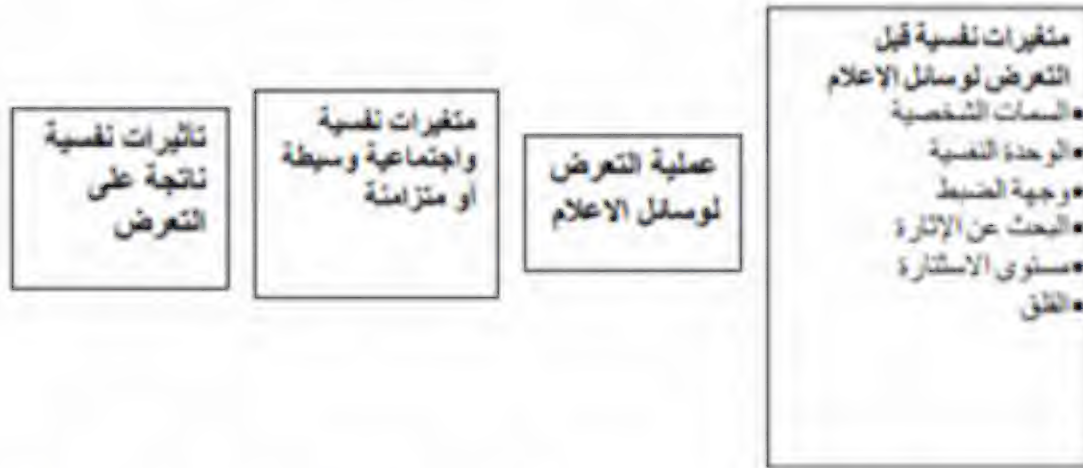 متغيرات نفسية قبل
التعرض لوسائل الاعلام
•السمات الشخصية
•الوحدة النفسية
•وجهة الضبط
•البحث عن الإثارة
•مستوى الاستثارة
•القلق
عملية التعرض
لوسائل الاعلام
متغيرات نفسية
واجتماعية وسيطة
أو متزامنة
تأثيرات نفسية
ناتجة على
التعرض